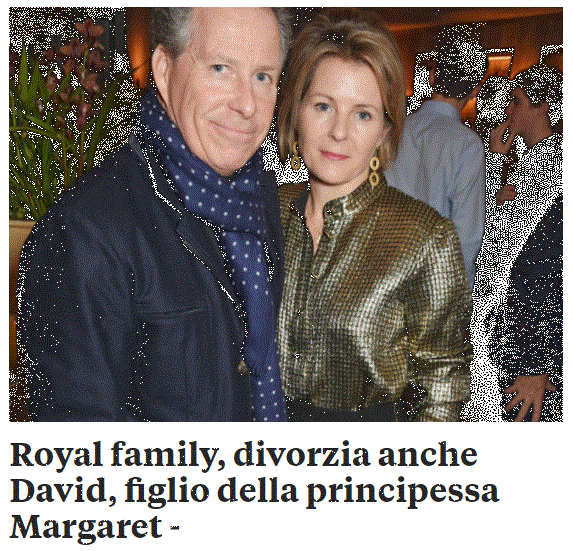 Royal family, divorzia anche
David, figlio della principessa
Margaret -